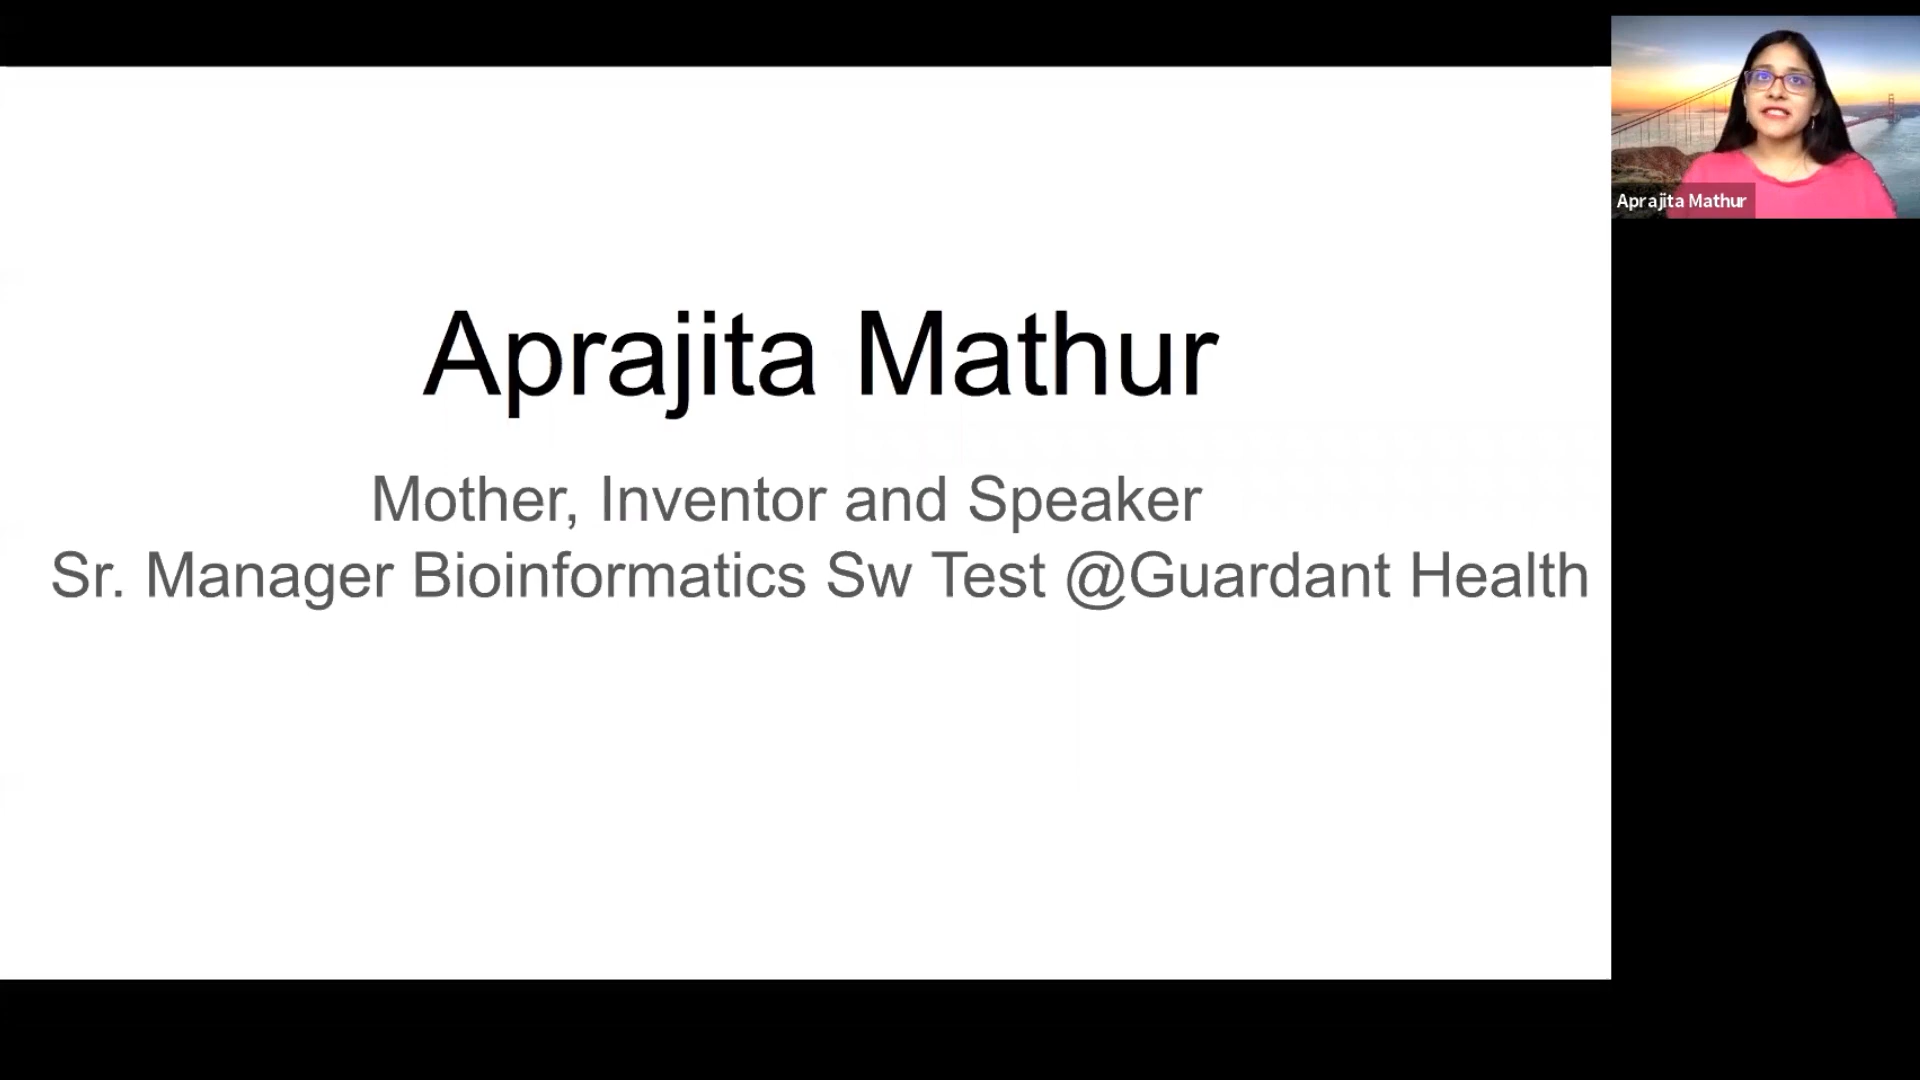 Aprajita Mathur
Mother, Inventor and Speaker
Sr. Manager Bioinformatics Sw Test @Guardant Health
Aprajita Mathur